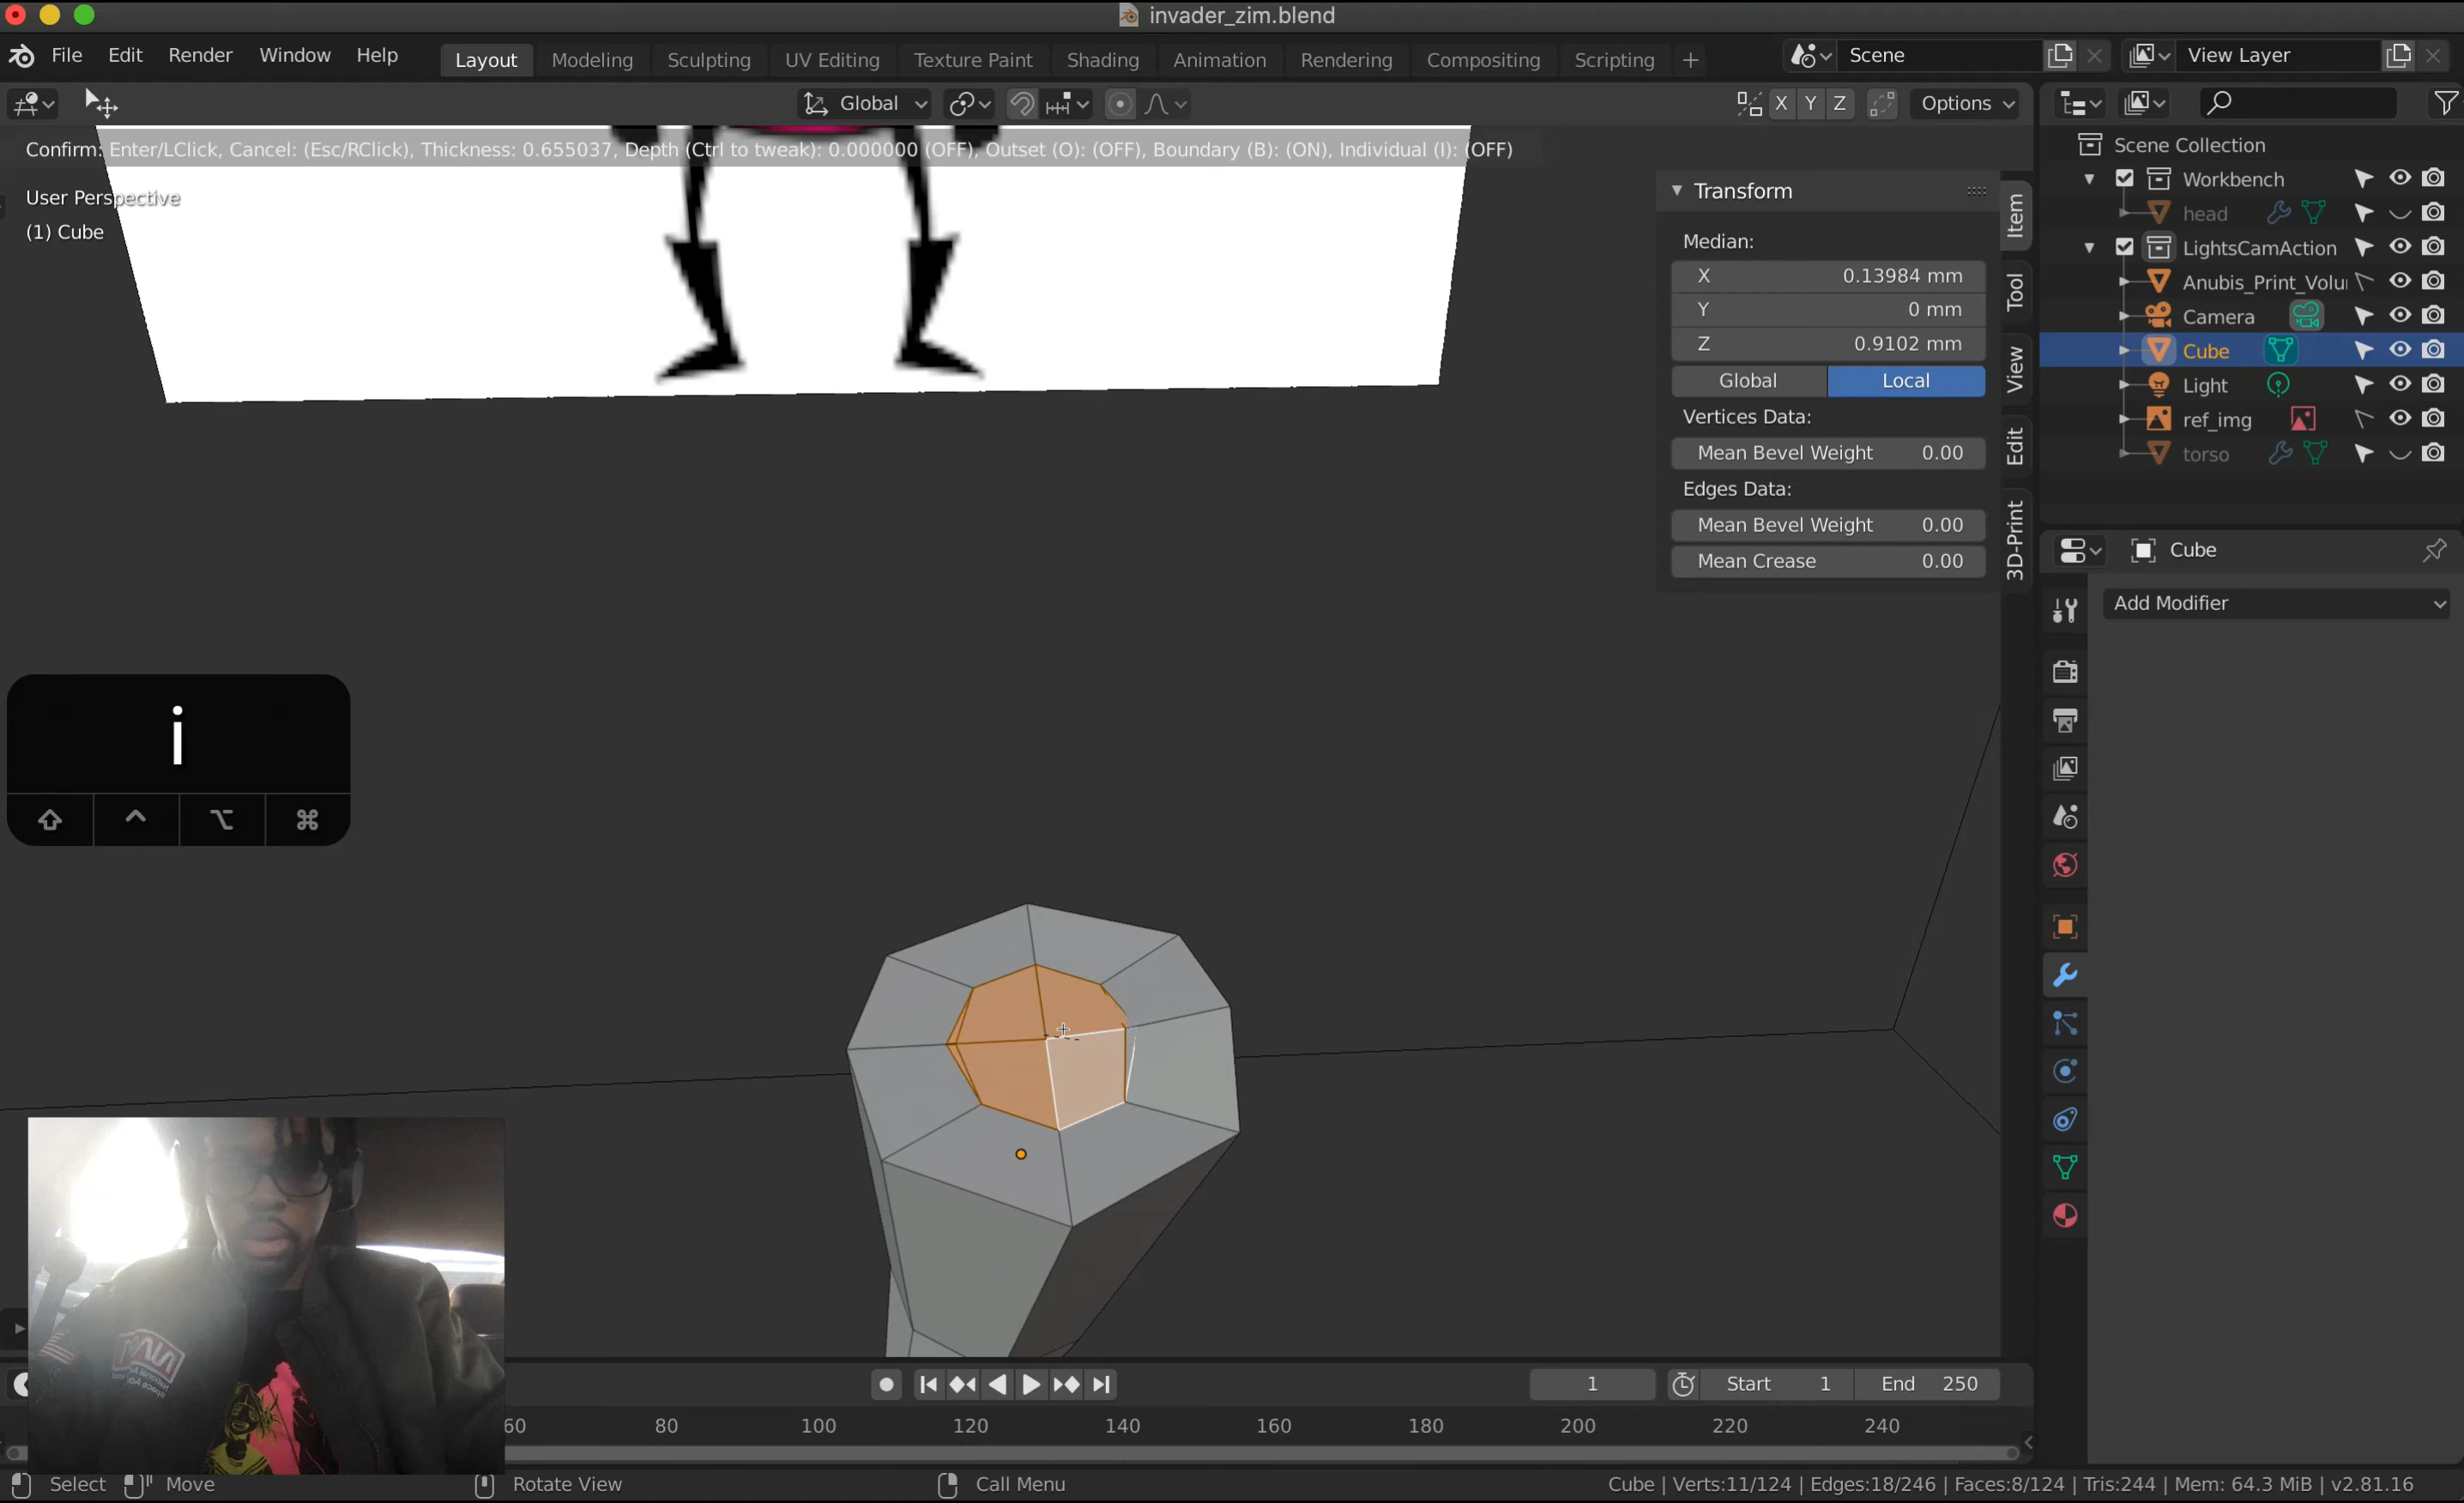 invader_zim.blend
File Edit Render Window Help Layout Modeling Sculpting UV Editing Texture Paint Shading Animation Rendering Compositing Scripting + Scene View Layer
Global X Y Z Options
Confirm: Enter/LClick, Cancel: (Esc/RClick), Thickness: 0.655037, Depth (Ctrl to tweak): 0.000000 (OFF), Outset (O): (OFF), Boundary (B): (ON), Individual (I): (OFF)
User Perspective
(1) Cube
Transform
Median:
X 0.13984 mm
Y 0 mm
Z 0.9102 mm
Global Local
Vertices Data:
Mean Bevel Weight 0.00
Edges Data:
Mean Bevel Weight 0.00
Mean Crease 0.00
Item
Tool
View
Edit
3D-Print
Scene Collection
Workbench
head
LightsCamAction
Anubis_Print_Volu
Camera
Cube
Light
ref_img
torso
Cube
Add Modifier
i
1 Start 1 End 250
60 80 100 120 140 160 180 200 220 240
Select Move Rotate View Call Menu Cube | Verts:11/124 | Edges:18/246 | Faces:8/124 | Tris:244 | Mem: 64.3 MiB | v2.81.16